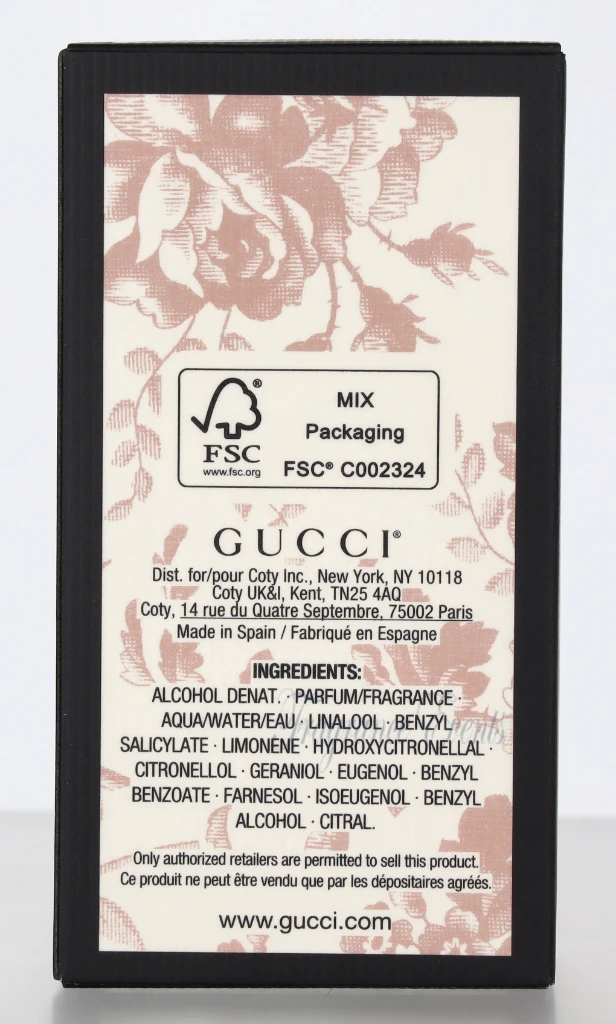 FSC®
www.fsc.org
MIX
Packaging
FSC® C002324
GUCCI®
Dist. for/pour Coty Inc., New York, NY 10118
Coty UK&I, Kent, TN25 4AQ
Coty, 14 rue du Quatre Septembre, 75002 Paris
Made in Spain / Fabriqué en Espagne
INGREDIENTS:
ALCOHOL DENAT. · PARFUM/FRAGRANCE ·
AQUA/WATER/EAU · LINALOOL · BENZYL
SALICYLATE · LIMONENE · HYDROXYCITRONELLAL ·
CITRONELLOL · GERANIOL · EUGENOL · BENZYL
BENZOATE · FARNESOL · ISOEUGENOL · BENZYL
ALCOHOL · CITRAL.
Fragrance Events
Only authorized retailers are permitted to sell this product.
Ce produit ne peut être vendu que par les dépositaires agréés.
www.gucci.com